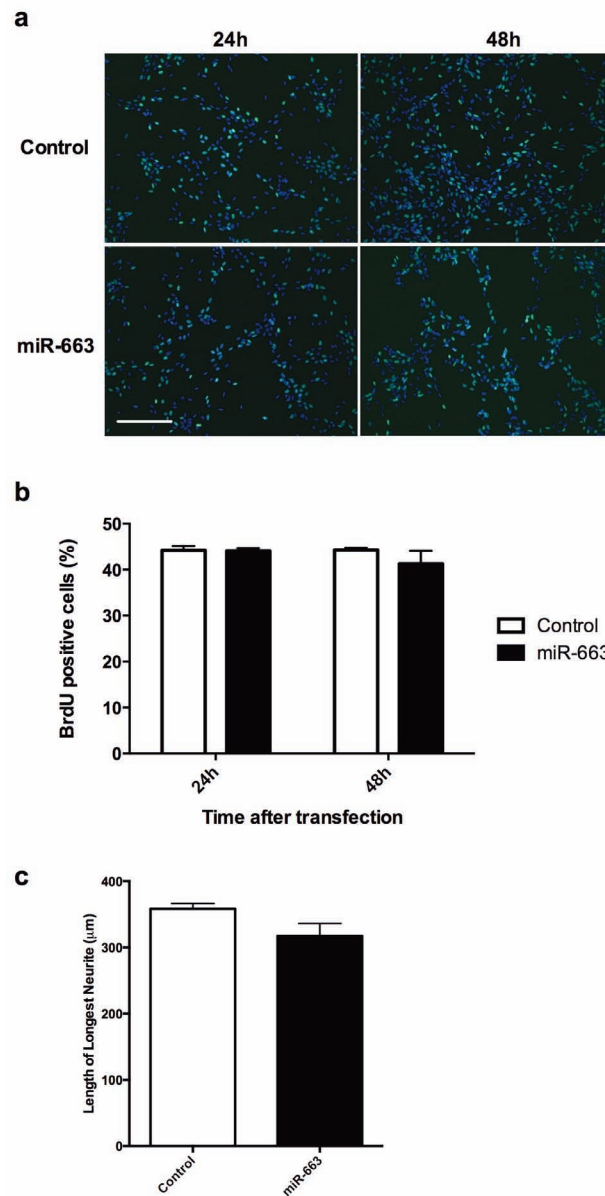 a
24h 48h
Control
miR-663
b
BrdU positive cells (%)
50
40
30
20
10
0
24h 48h
Time after transfection
Control
miR-663
c
Length of Longest Neurite (μm)
400
300
200
100
0
Control miR-663